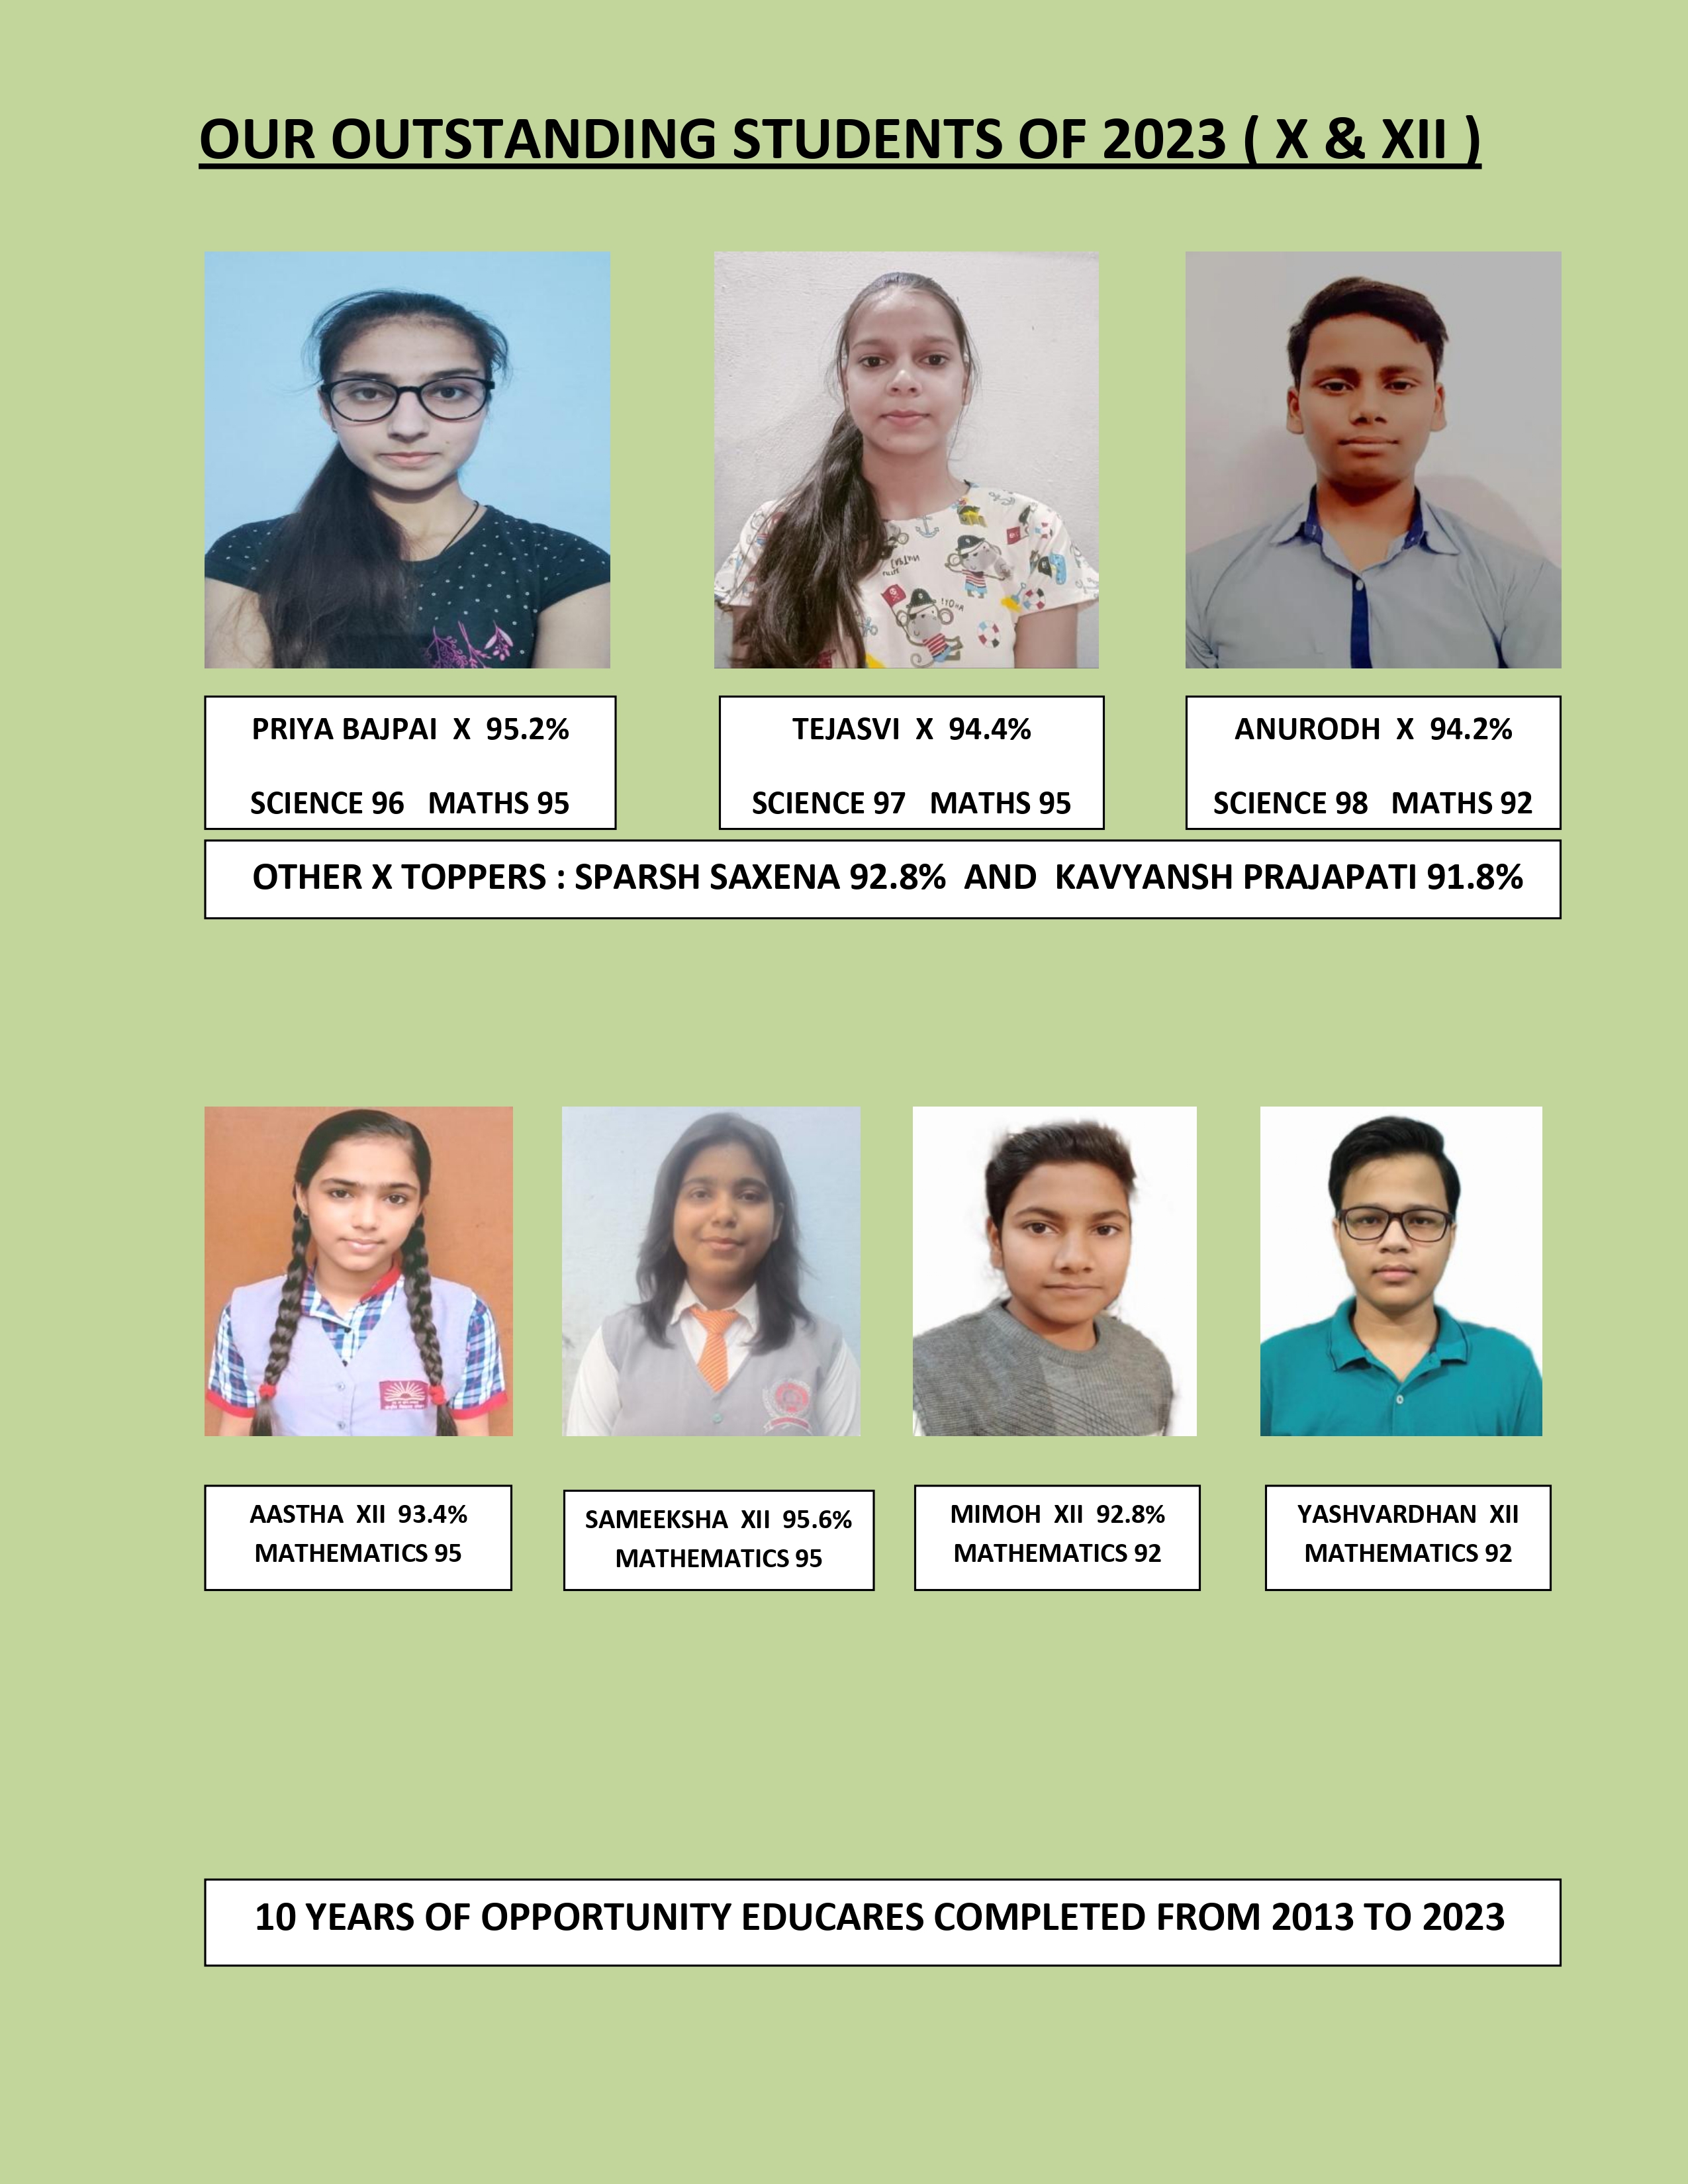 OUR OUTSTANDING STUDENTS OF 2023 ( X & XII )
PRIYA BAJPAI X 95.2%
SCIENCE 96 MATHS 95
TEJASVI X 94.4%
SCIENCE 97 MATHS 95
ANURODH X 94.2%
SCIENCE 98 MATHS 92
OTHER X TOPPERS : SPARSH SAXENA 92.8% AND KAVYANSH PRAJAPATI 91.8%
AASTHA XII 93.4%
MATHEMATICS 95
SAMEEKSHA XII 95.6%
MATHEMATICS 95
MIMOH XII 92.8%
MATHEMATICS 92
YASHVARDHAN XII
MATHEMATICS 92
10 YEARS OF OPPORTUNITY EDUCARES COMPLETED FROM 2013 TO 2023